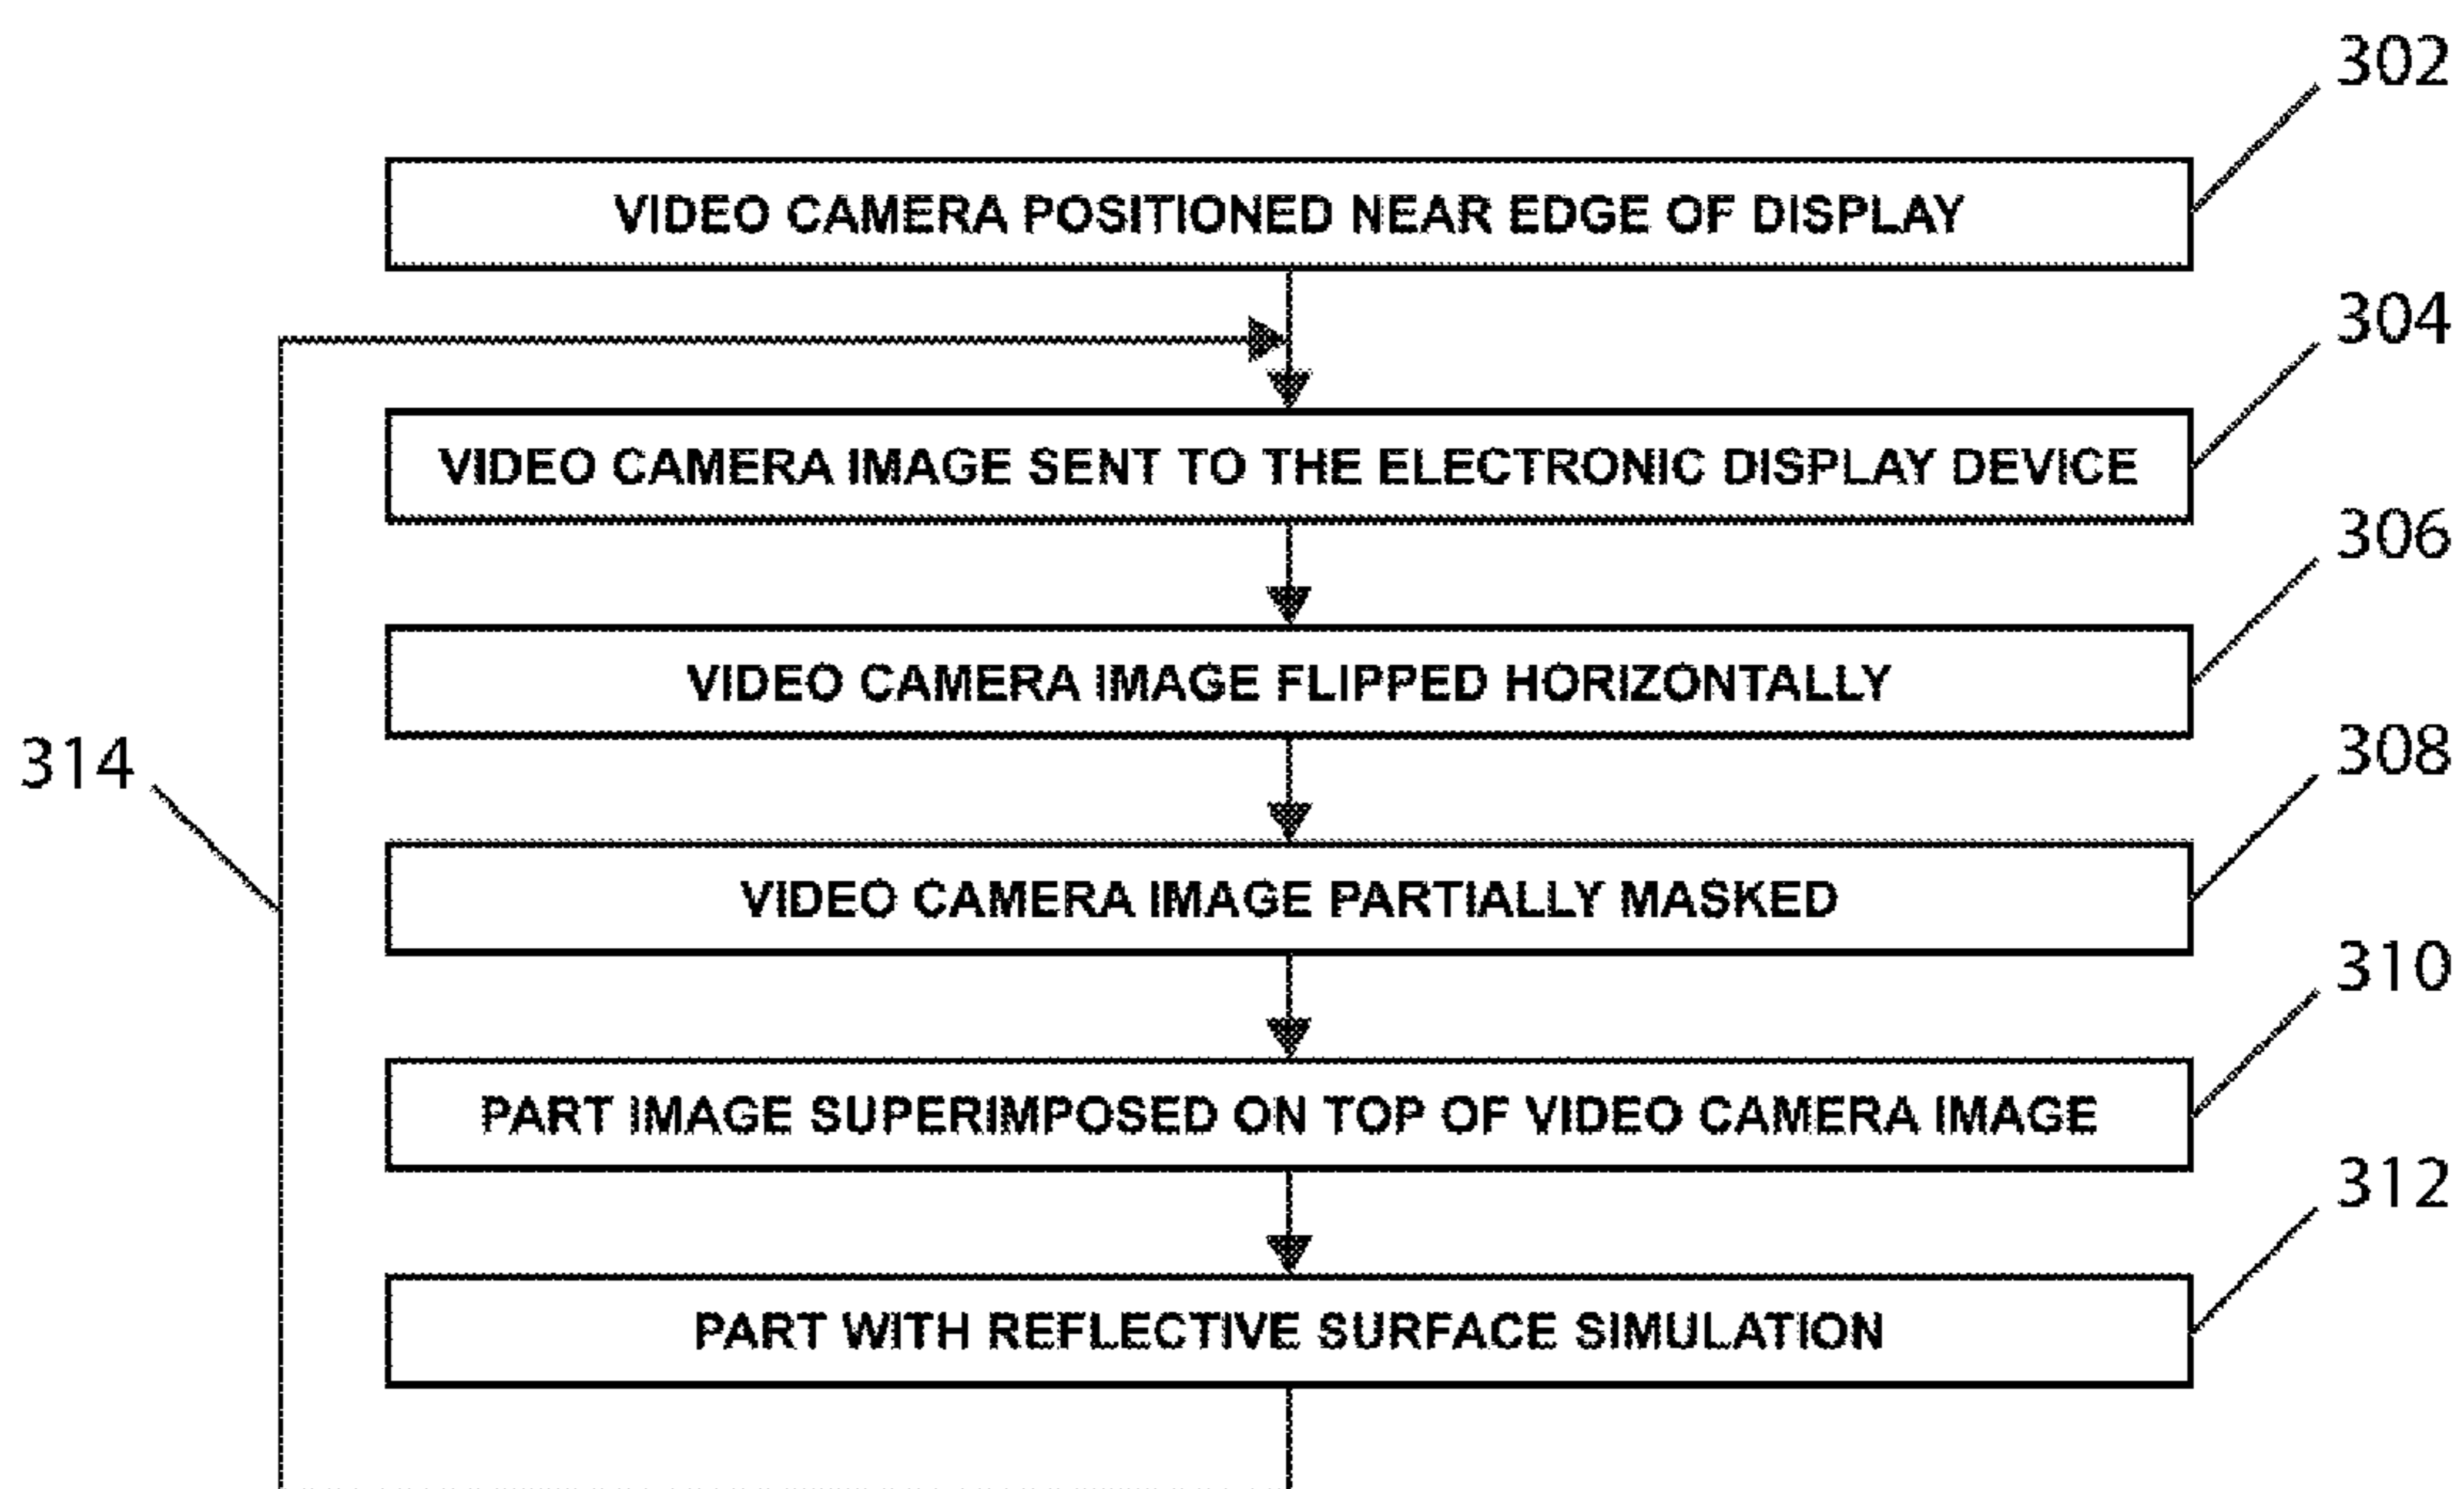 302
VIDEO CAMERA POSITIONED NEAR EDGE OF DISPLAY
304
VIDEO CAMERA IMAGE SENT TO THE ELECTRONIC DISPLAY DEVICE
306
VIDEO CAMERA IMAGE FLIPPED HORIZONTALLY
314
308
VIDEO CAMERA IMAGE PARTIALLY MASKED
310
PART IMAGE SUPERIMPOSED ON TOP OF VIDEO CAMERA IMAGE
312
PART WITH REFLECTIVE SURFACE SIMULATION